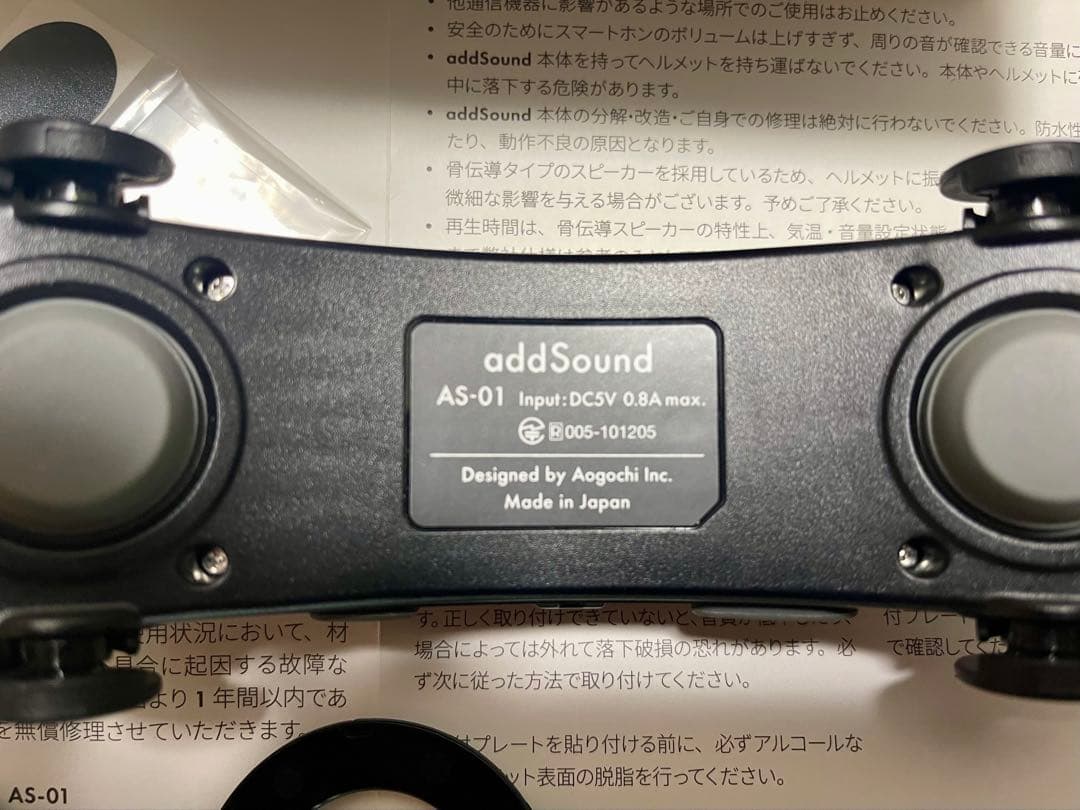 • 他通信機器に影響があるような場所でのご使用はお止めください。
• 安全のためにスマートホンのボリュームは上げすぎず、周りの音が確認できる音量に
• addSound 本体を持ってヘルメットを持ち運ばないでください。本体やヘルメットに
中に落下する危険があります。
• addSound 本体の分解・改造・ご自身での修理は絶対に行わないでください。防水性
たり、動作不良の原因となります。
• 骨伝導タイプのスピーカーを採用しているため、ヘルメットに振
微細な影響を与える場合がございます。予めご了承ください。
• 再生時間は、骨伝導スピーカーの特性上、気温・音量設定状態
addSound
AS-01 Input:DC5V 0.8A max.
R 005-101205
Designed by Aogochi Inc.
Made in Japan
用状況において、材
具合に起因する故障な
より 1 年間以内であ
を無償修理させていただきます。
AS-01
す。正しく取り付けできていないと、
場合によっては外れて落下破損の恐れがあります。必
ず次に従った方法で取り付けてください。
付プレートを貼り付ける前に、必ずアルコールな
ット表面の脱脂を行ってください。
付プレート
で確認してくだ